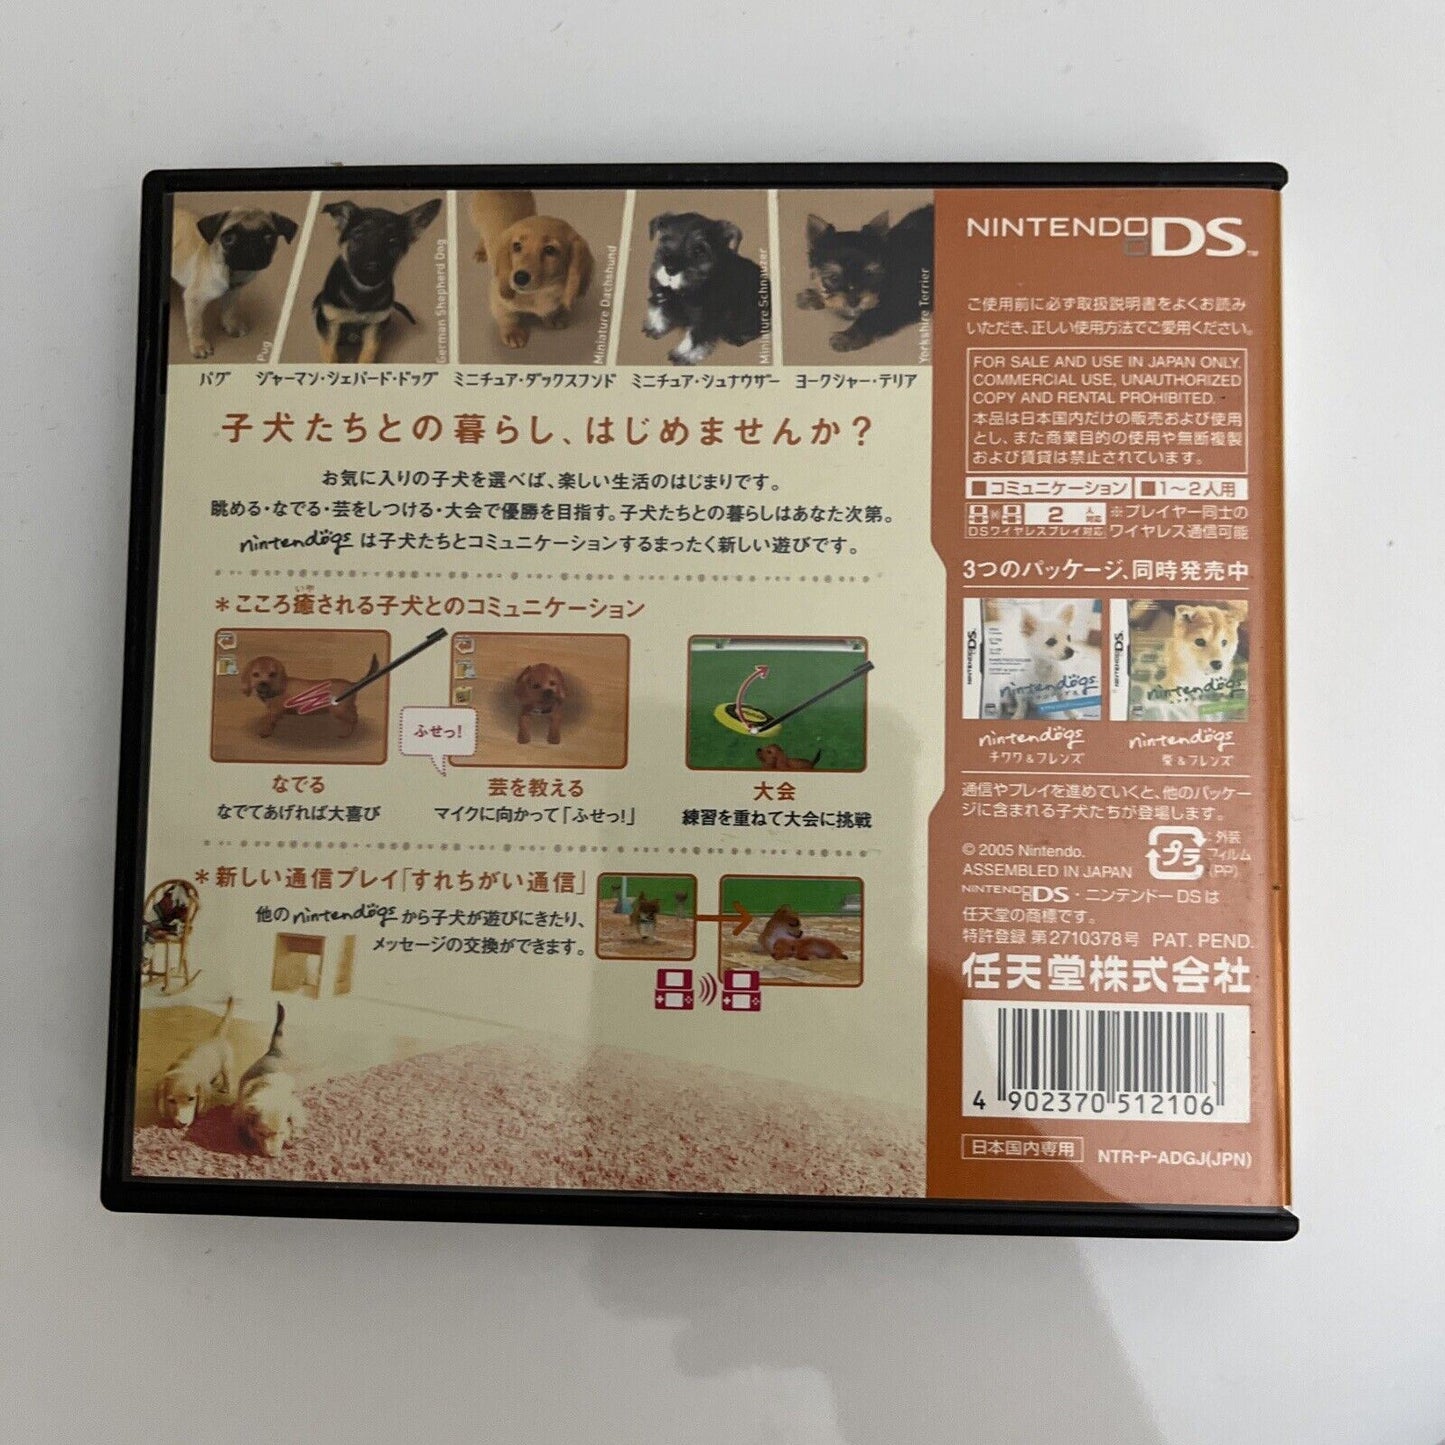 Pug
German Shepherd Dog
Miniature Dachshund
Miniature Schnauzer
Yorkshire Terrier
パグ
ジャーマン・シェパード・ドッグ
ミニチュア・ダックスフンド
ミニチュア・シュナウザー
ヨークシャー・テリア
子犬たちとの暮らし、はじめませんか？
お気に入りの子犬を選べば、楽しい生活のはじまりです。
眺める・なでる・芸をしつける・大会で優勝を目指す。子犬たちとの暮らしはあなた次第。
nintendogs は子犬たちとコミュニケーションするまったく新しい遊びです。
いや
＊こころ癒される子犬とのコミュニケーション
ふせっ!
なでる
なでてあげれば大喜び
芸を教える
マイクに向かって「ふせっ!」
大会
練習を重ねて大会に挑戦
＊新しい通信プレイ「すれちがい通信」
他のnintendogsから子犬が遊びにきたり、
メッセージの交換ができます。
NINTENDO DS™
ご使用前に必ず取扱説明書をよくお読み
いただき、正しい使用方法でご愛用ください。
FOR SALE AND USE IN JAPAN ONLY.
COMMERCIAL USE, UNAUTHORIZED
COPY AND RENTAL PROHIBITED.
本品は日本国内だけの販売および使用
とし、また商業目的の使用や無断複製
および賃貸は禁止されています。
■コミュニケーション
■1〜2人用
2人対応
DSワイヤレスプレイ対応
※プレイヤー同士の
ワイヤレス通信可能
3つのパッケージ、同時発売中
NINTENDO DS
nintendogs
NINTENDO DS
nintendogs
nintendogs
チワワ＆フレンズ
nintendogs
柴＆フレンズ
通信やプレイを進めていくと、他のパッケー
ジに含まれる子犬たちが登場します。
© 2005 Nintendo.
ASSEMBLED IN JAPAN
プラ
外装
フィルム
(PP)
NINTENDO DS・ニンテンドーDSは
任天堂の商標です。
特許登録 第2710378号 PAT. PEND.
任天堂株式会社
4 902370 512106
日本国内専用
NTR-P-ADGJ(JPN)